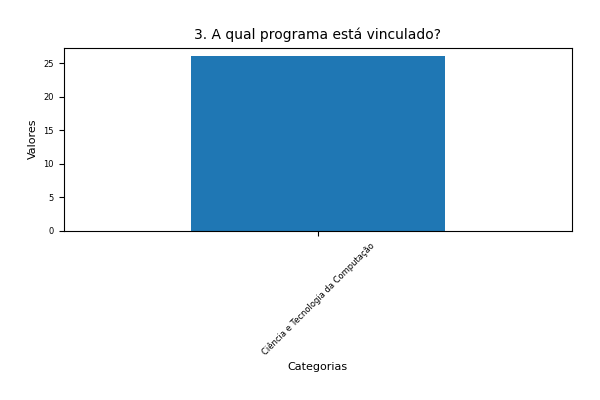 3. A qual programa está vinculado?
Valores
25
20
15
10
5
0
Ciência e Tecnologia da Computação
Categorias